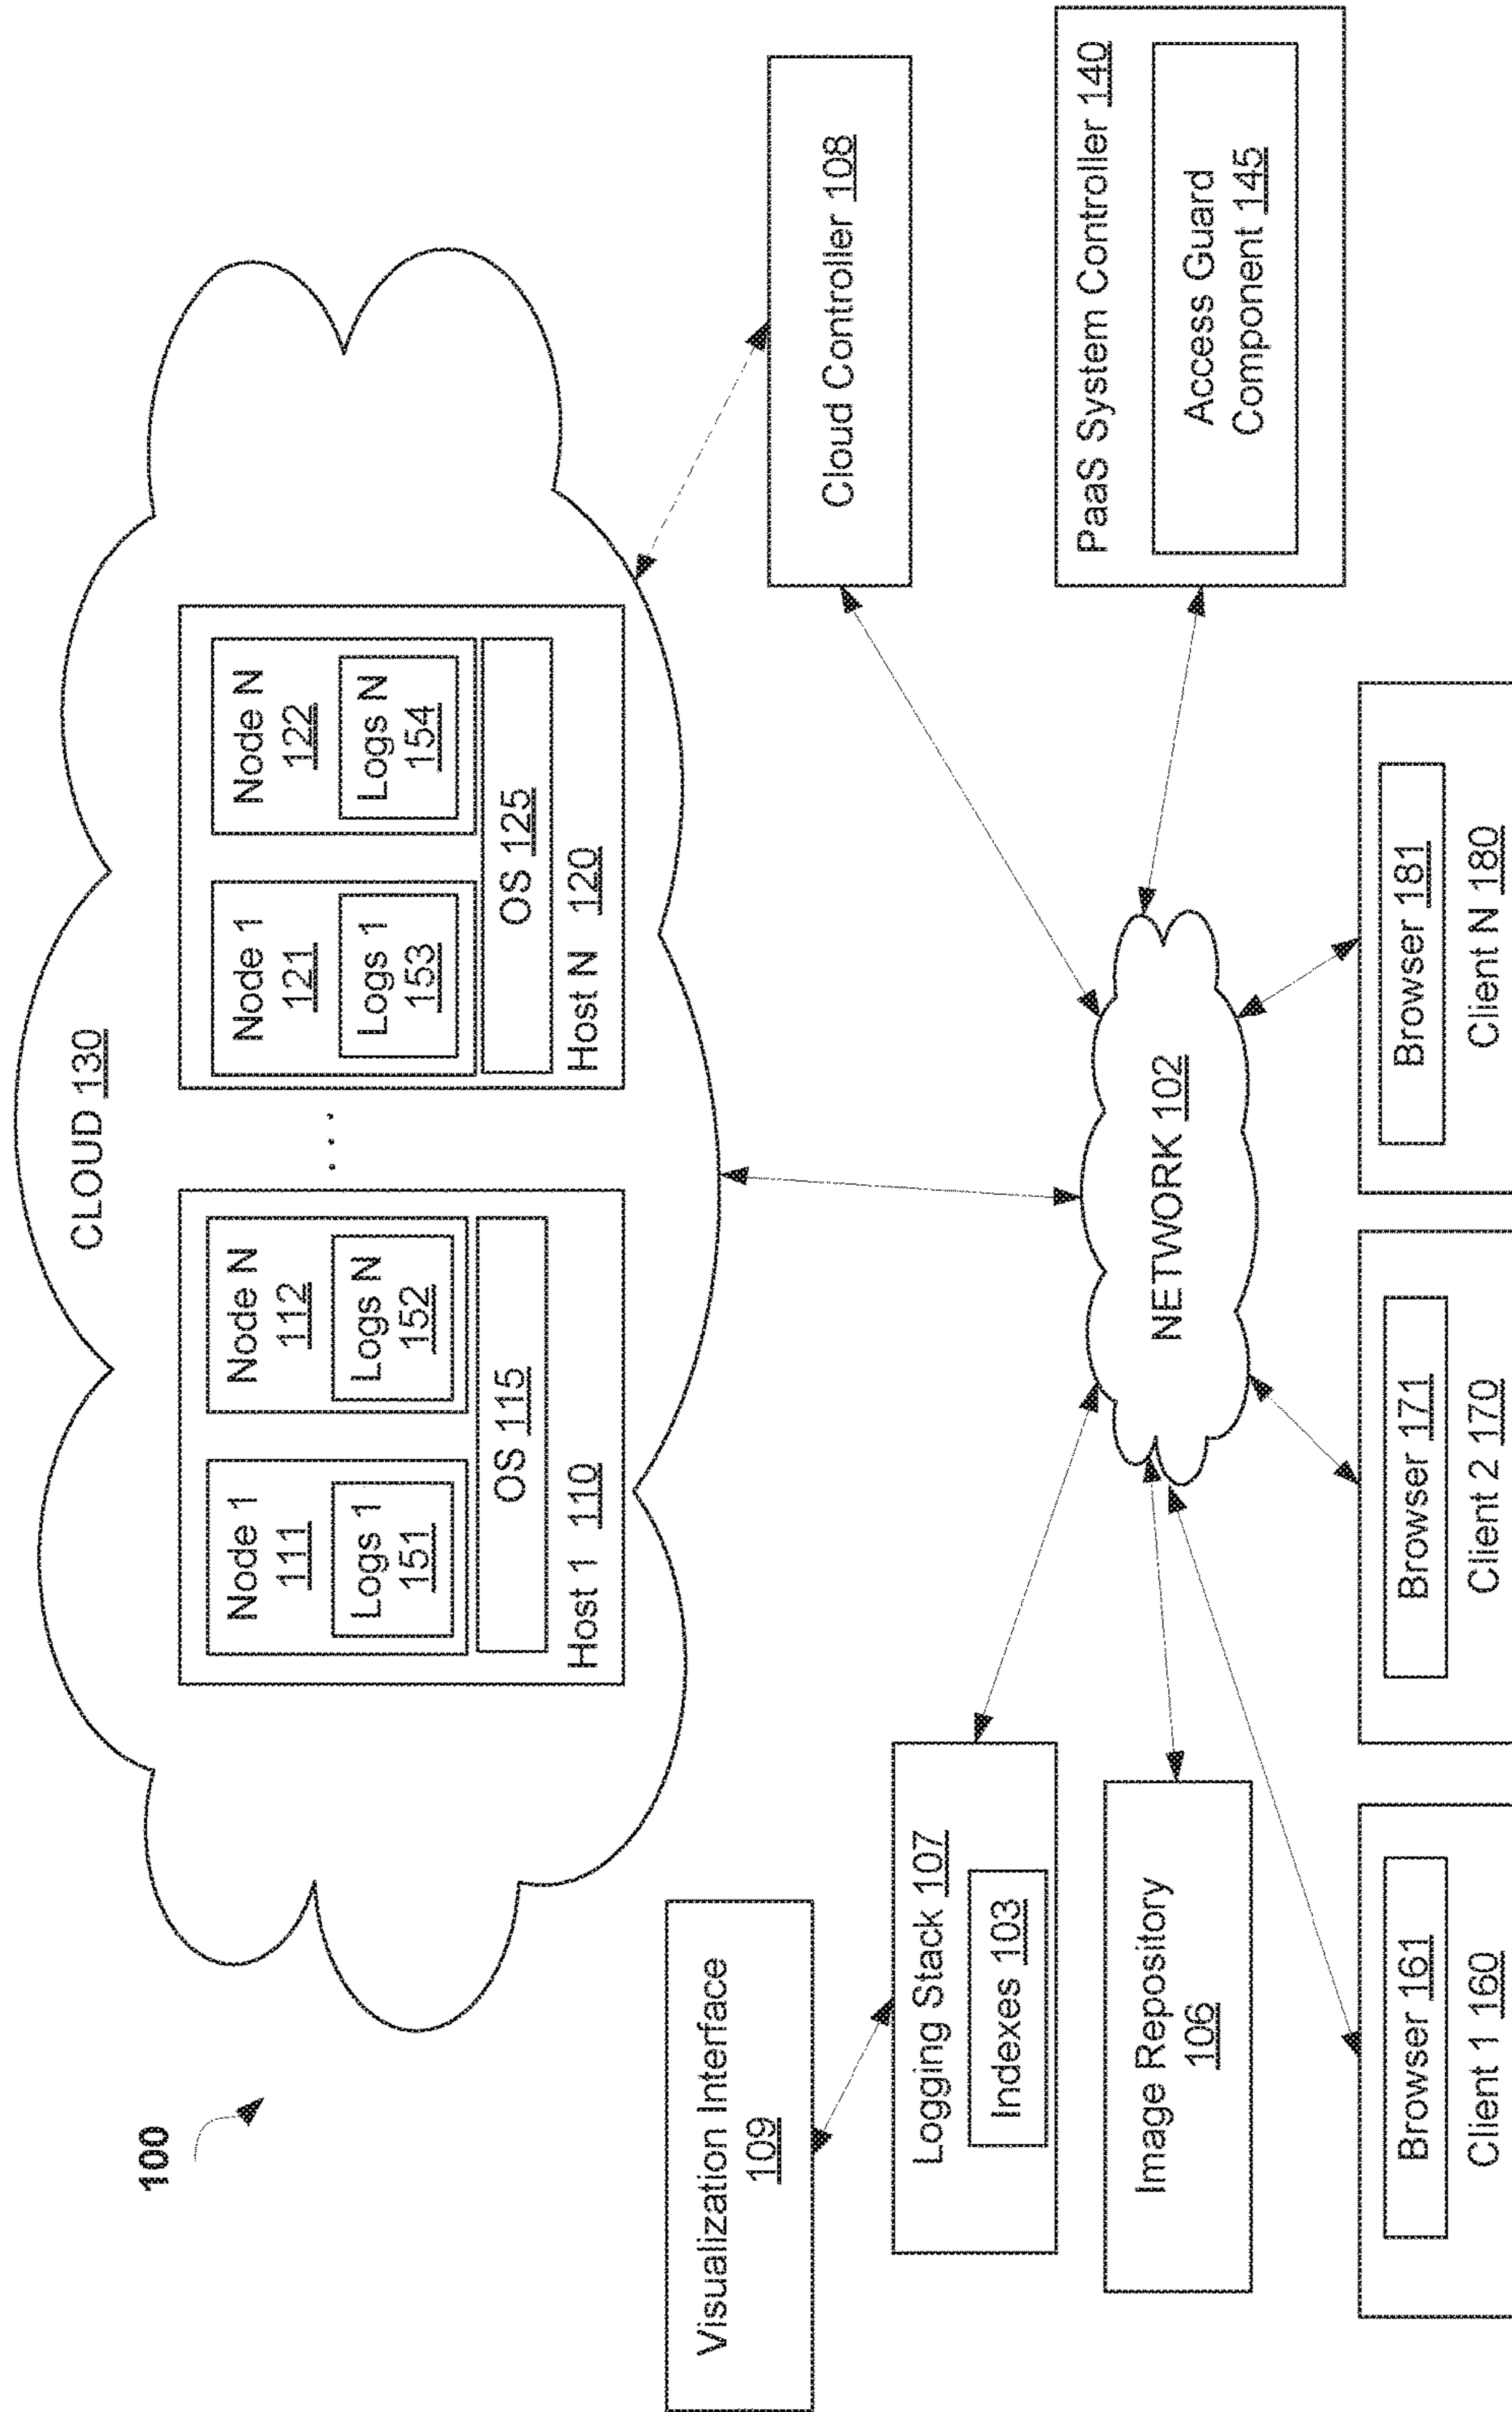 100
CLOUD 130
Node 1
111
Logs 1
151
Node N
112
Logs N
152
OS 115
Host 1 110
. . .
Node 1
121
Logs 1
153
Node N
122
Logs N
154
OS 125
Host N 120
Visualization Interface
109
Cloud Controller 108
Logging Stack 107
Indexes 103
Image Repository
106
NETWORK 102
PaaS System Controller 140
Access Guard
Component 145
Browser 161
Client 1 160
Browser 171
Client 2 170
Browser 181
Client N 180